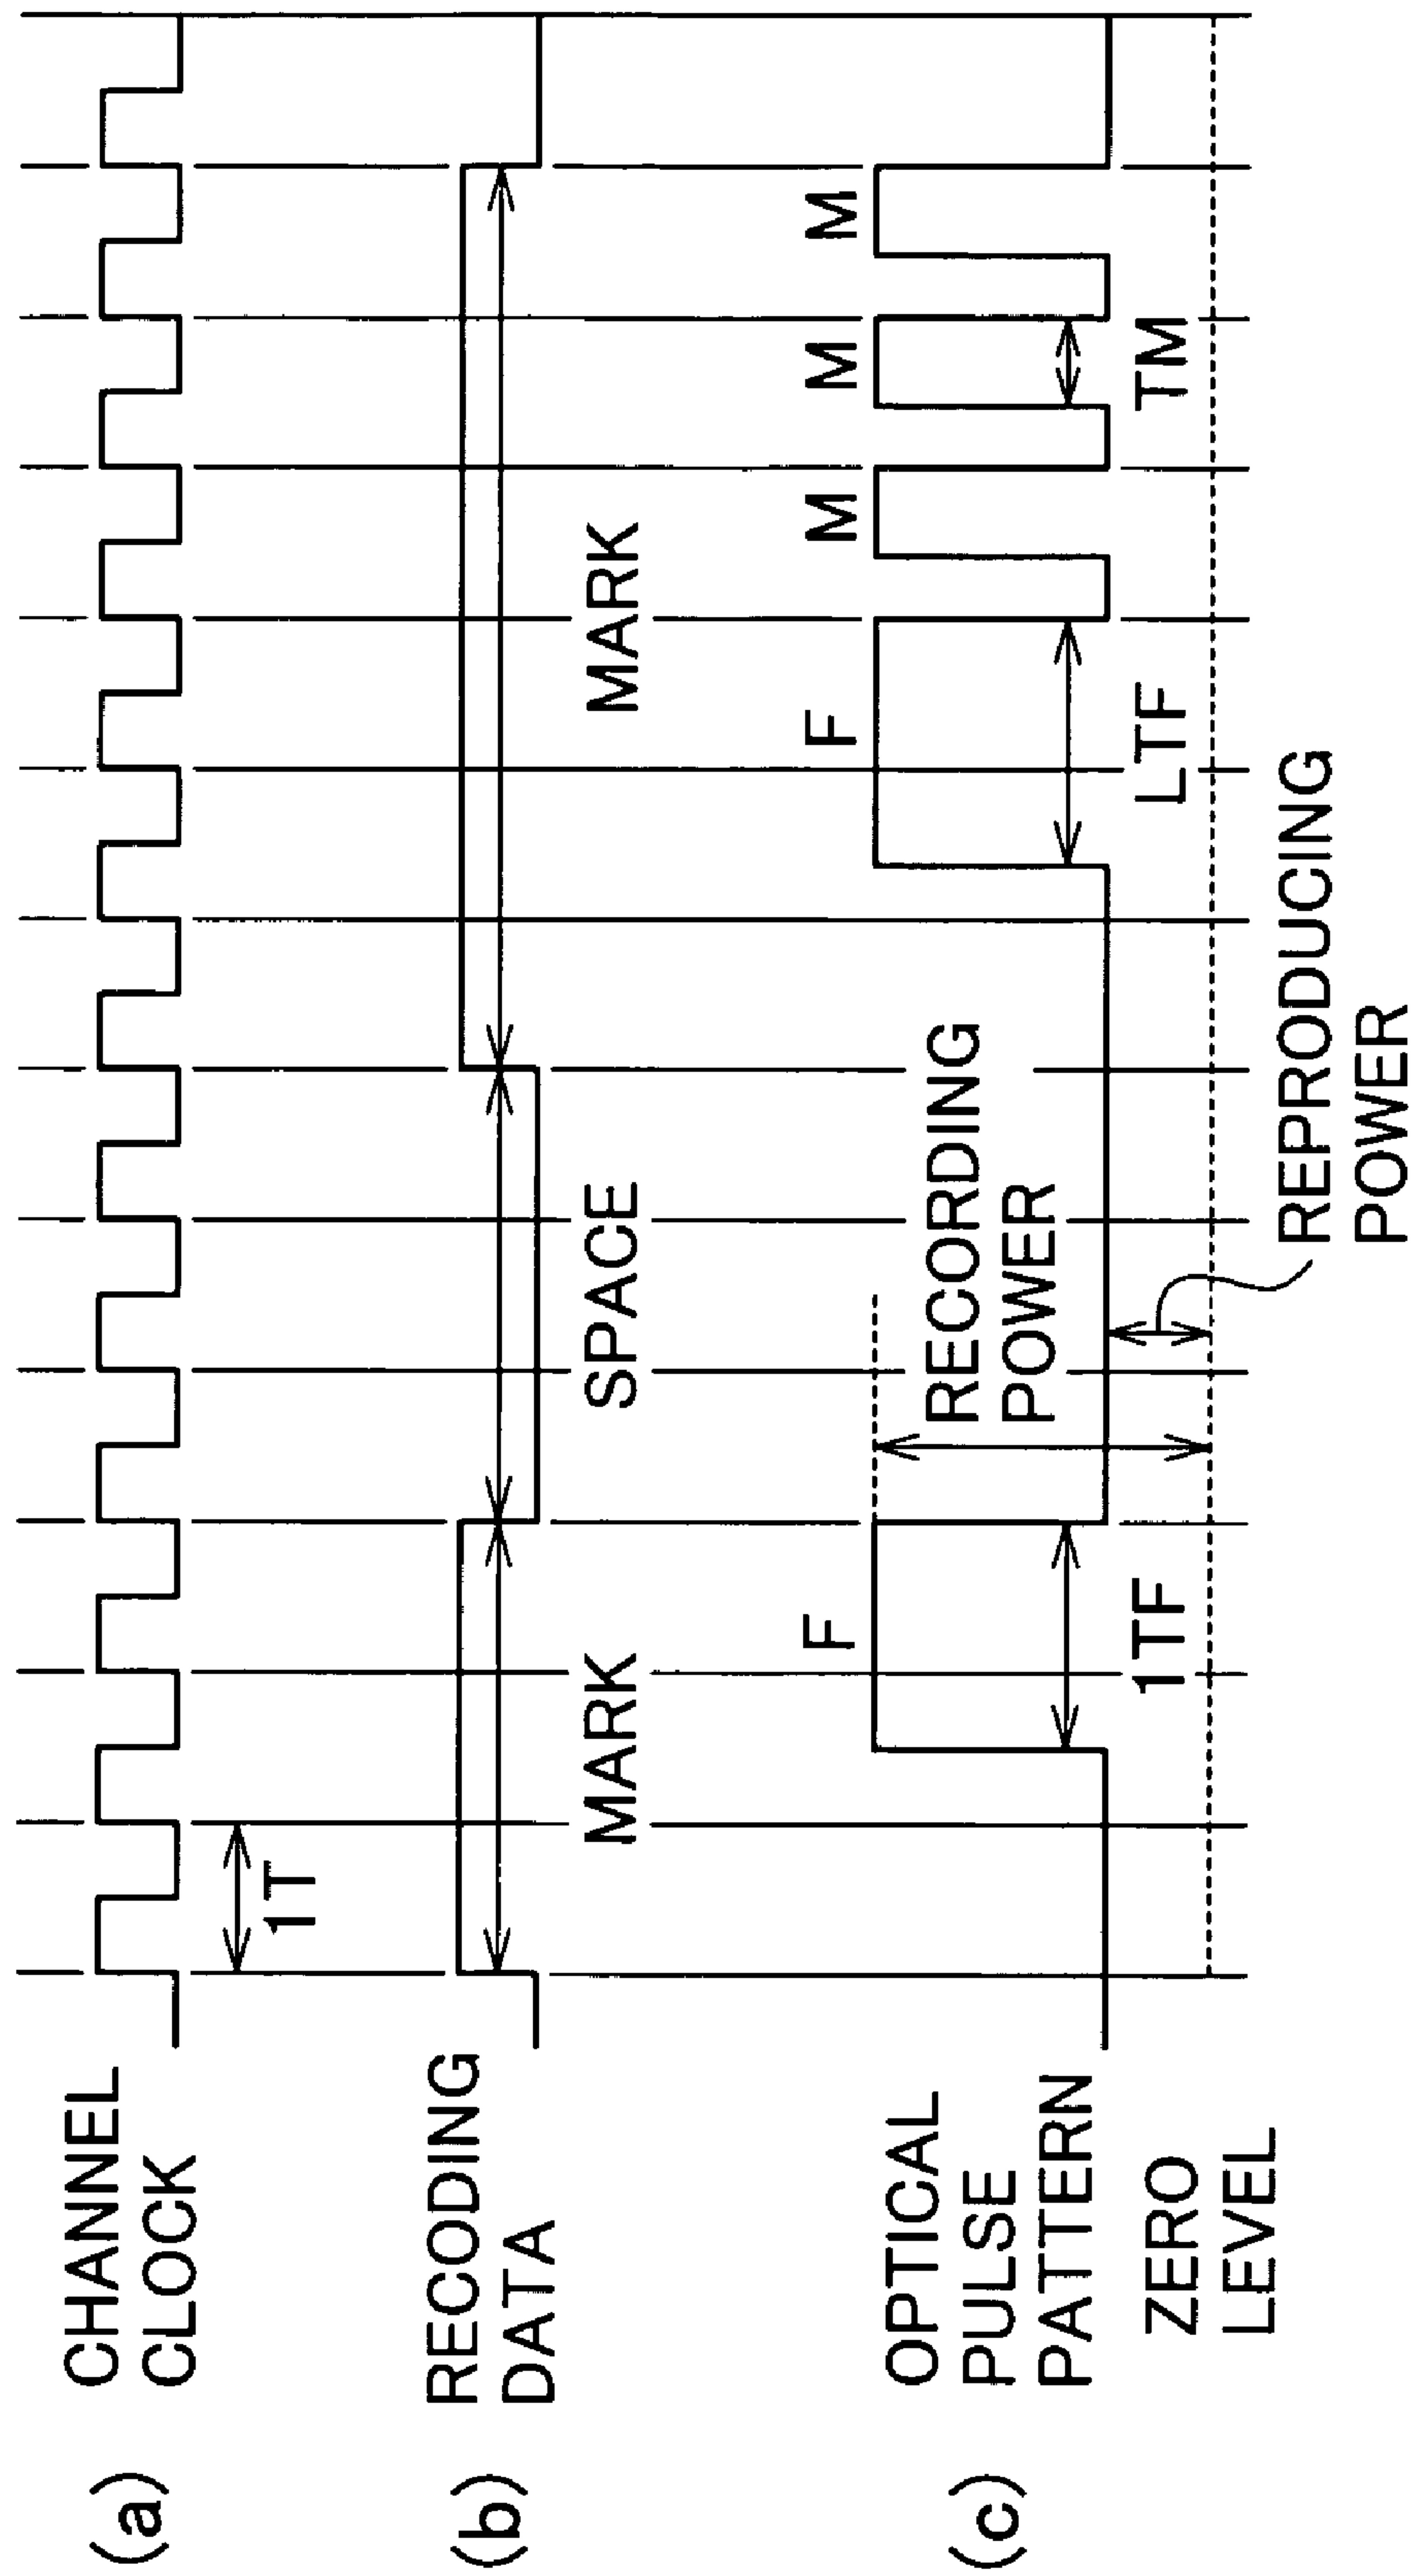 (a)
CHANNEL
CLOCK
1T
(b)
RECODING
DATA
MARK
SPACE
MARK
(c)
OPTICAL
PULSE
PATTERN
F
F
M
M
M
RECORDING
POWER
1TF
LTF
TM
ZERO
LEVEL
REPRODUCING
POWER